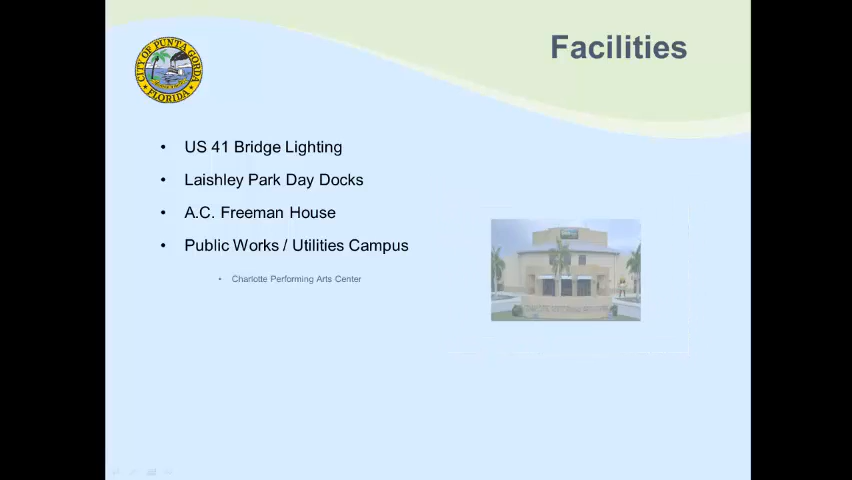 Facilities
CITY OF PUNTA GORDA
FLORIDA
• US 41 Bridge Lighting
• Laishley Park Day Docks
• A.C. Freeman House
• Public Works / Utilities Campus
• Charlotte Performing Arts Center